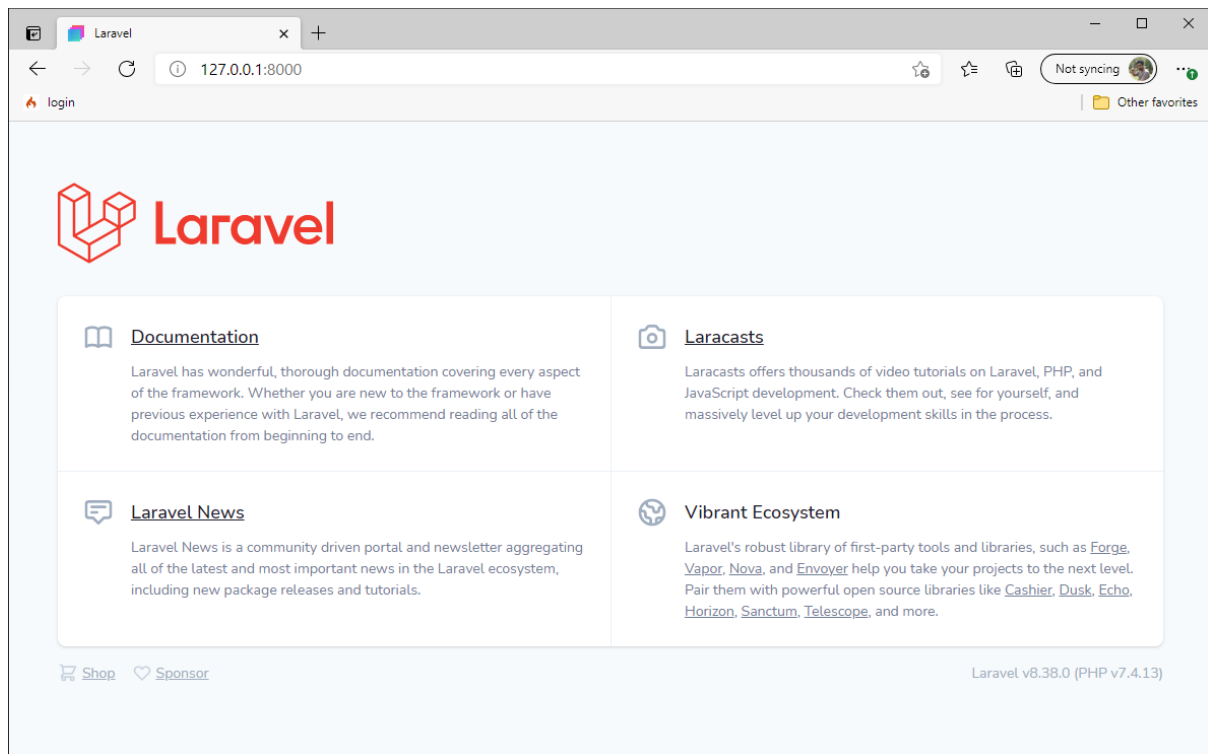 Laravel
127.0.0.1:8000
Not syncing
login
Other favorites
Laravel
Documentation
Laravel has wonderful, thorough documentation covering every aspect
of the framework. Whether you are new to the framework or have
previous experience with Laravel, we recommend reading all of the
documentation from beginning to end.
Laracasts
Laracasts offers thousands of video tutorials on Laravel, PHP, and
JavaScript development. Check them out, see for yourself, and
massively level up your development skills in the process.
Laravel News
Laravel News is a community driven portal and newsletter aggregating
all of the latest and most important news in the Laravel ecosystem,
including new package releases and tutorials.
Vibrant Ecosystem
Laravel's robust library of first-party tools and libraries, such as Forge,
Vapor, Nova, and Envoyer help you take your projects to the next level.
Pair them with powerful open source libraries like Cashier, Dusk, Echo,
Horizon, Sanctum, Telescope, and more.
Shop
Sponsor
Laravel v8.38.0 (PHP v7.4.13)